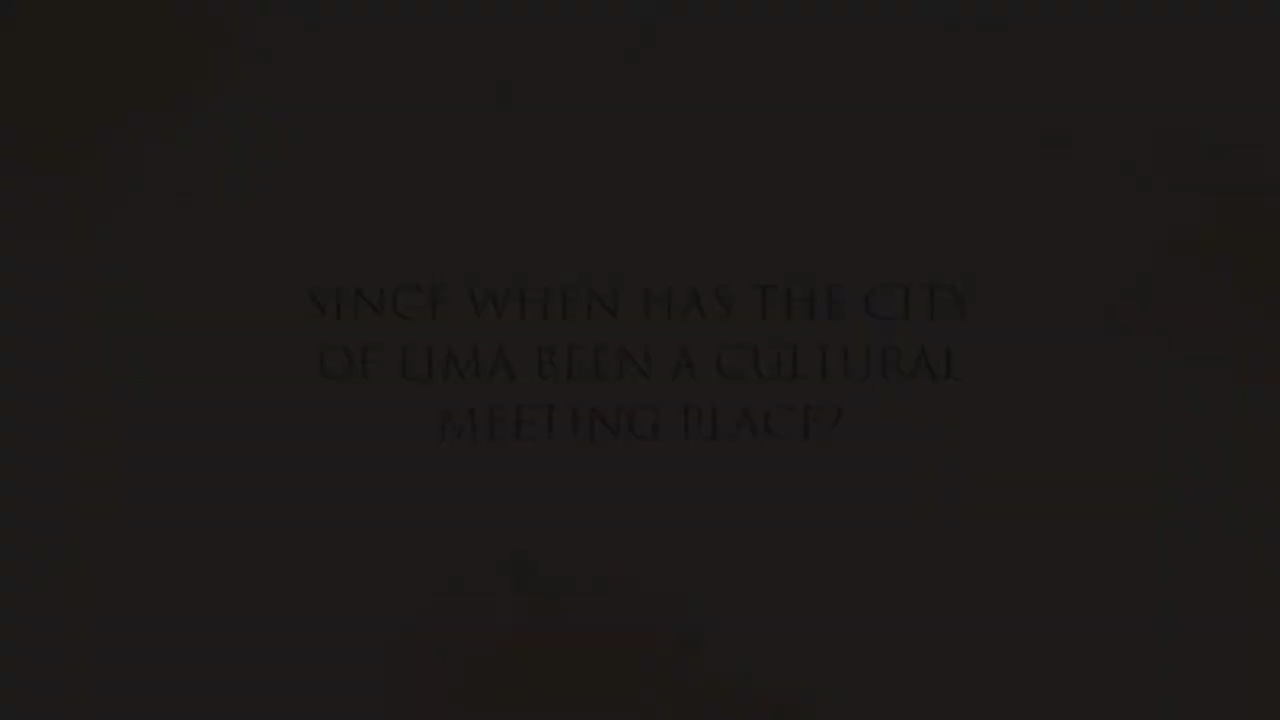 SINCE WHEN HAS THE CITY
OF LIMA BEEN A CULTURAL
MEETING PLACE?